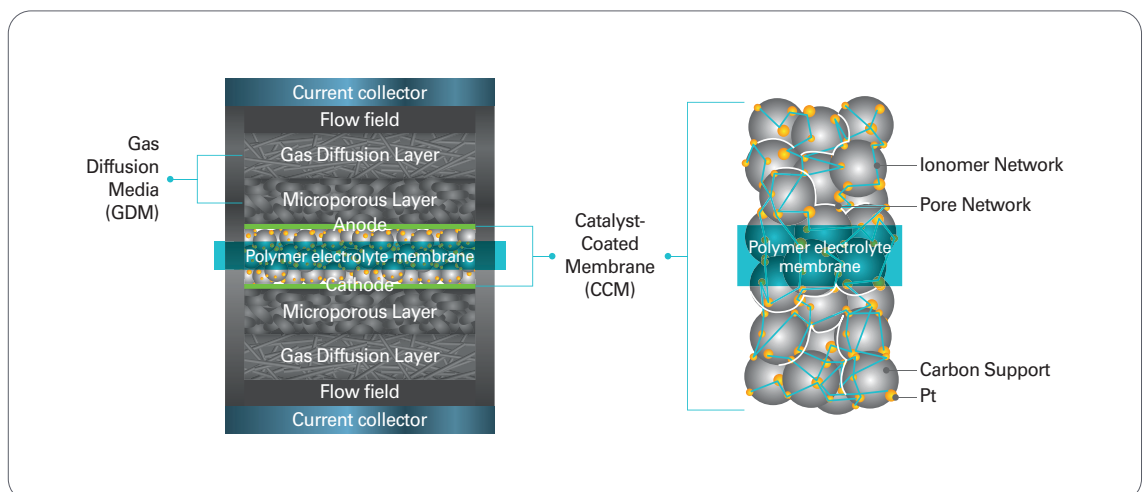 Current collector
Flow field
Gas Diffusion Layer
Microporous Layer
Anode
Polymer electrolyte membrane
Cathode
Microporous Layer
Gas Diffusion Layer
Flow field
Current collector
Gas
Diffusion
Media
(GDM)
Catalyst-
Coated
Membrane
(CCM)
Ionomer Network
Pore Network
Polymer electrolyte
membrane
Carbon Support
Pt